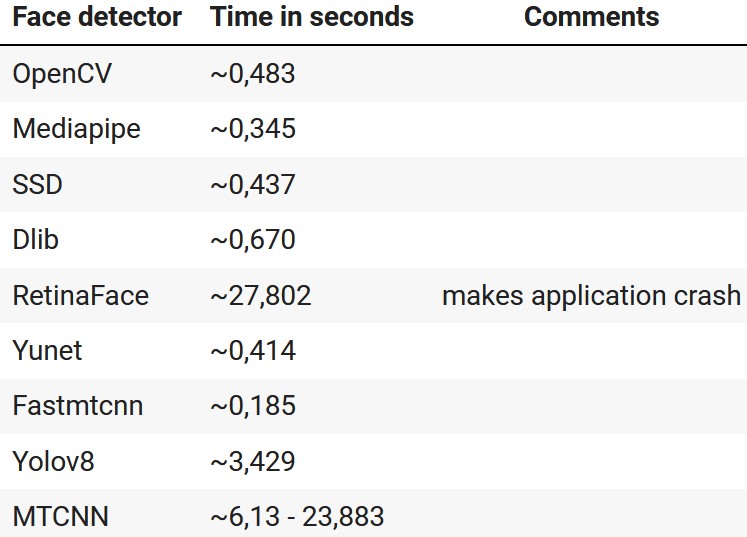 Face detector Time in seconds Comments
OpenCV ~0,483
Mediapipe ~0,345
SSD ~0,437
Dlib ~0,670
RetinaFace ~27,802 makes application crash
Yunet ~0,414
Fastmtcnn ~0,185
Yolov8 ~3,429
MTCNN ~6,13 - 23,883